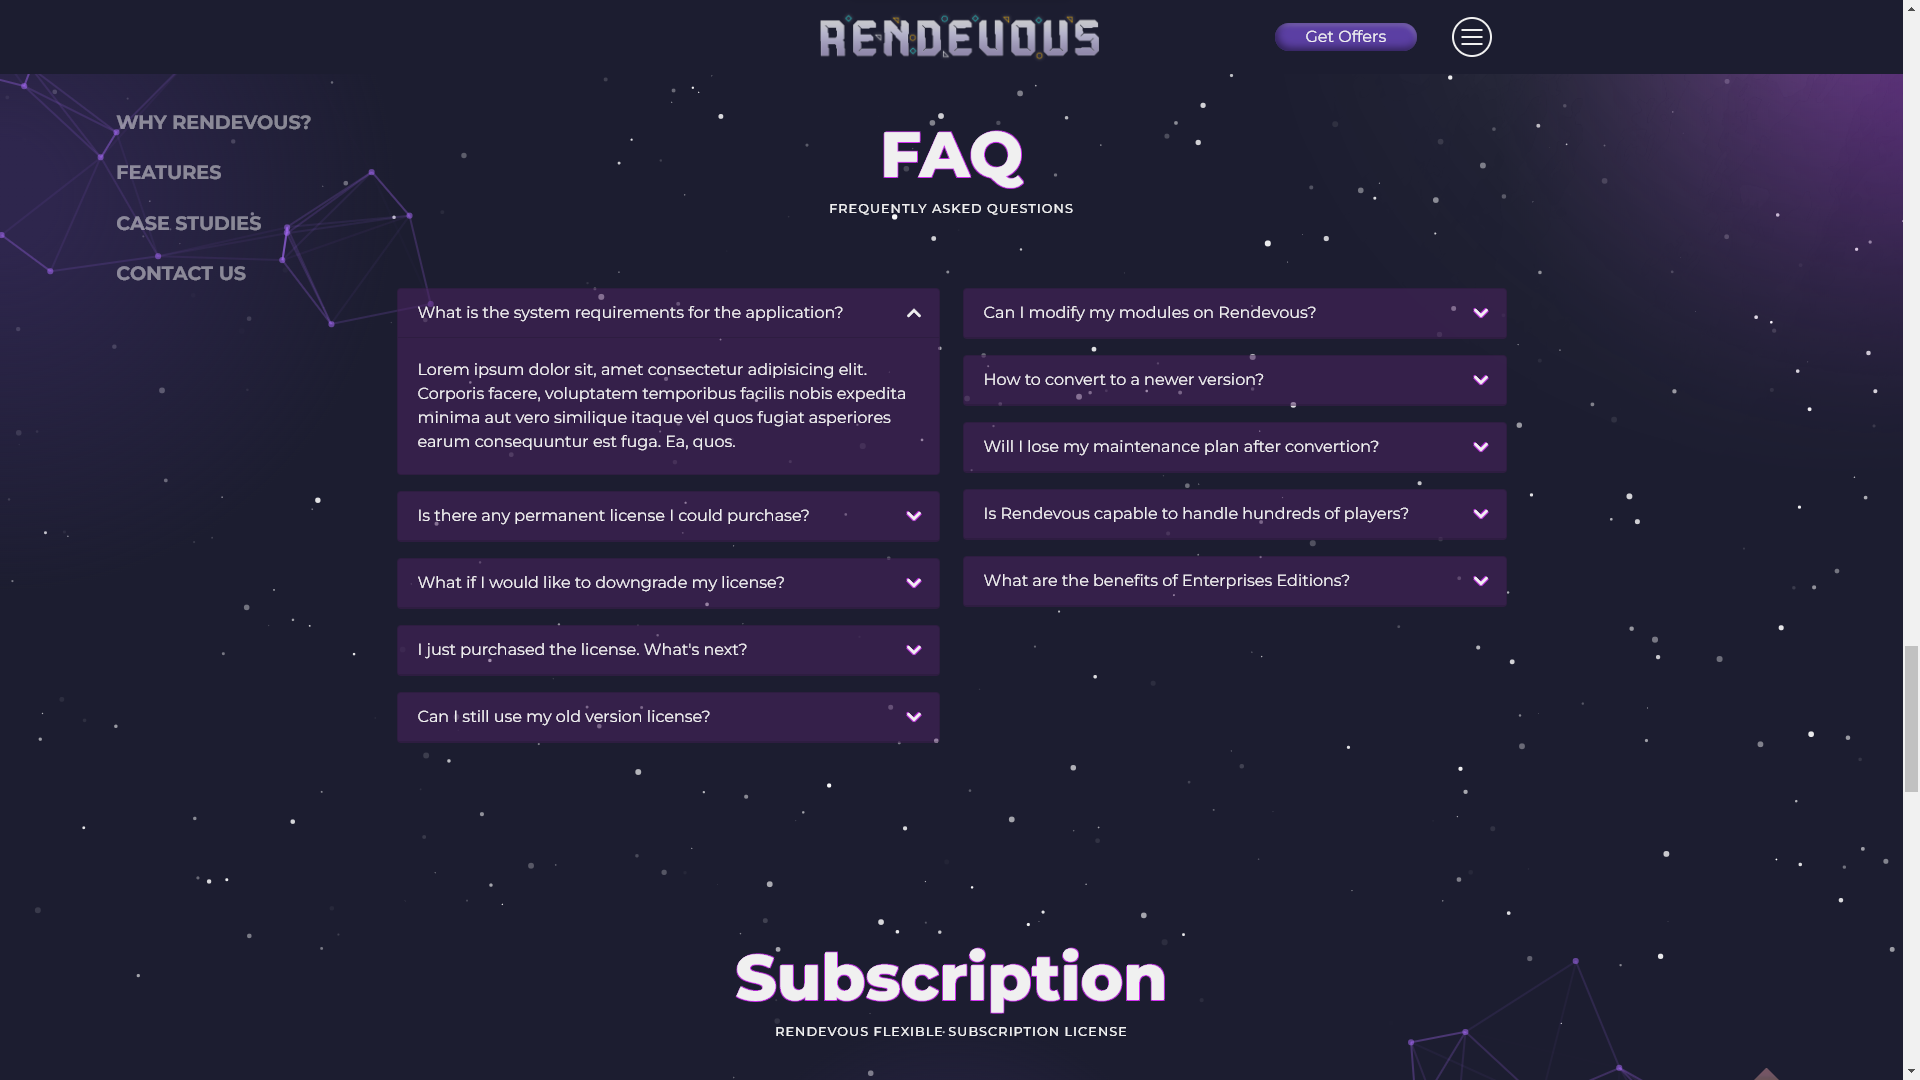 RENDEVOUS
Get Offers
WHY RENDEVOUS?
FEATURES
CASE STUDIES
CONTACT US
FAQ
FREQUENTLY ASKED QUESTIONS
What is the system requirements for the application?
Lorem ipsum dolor sit, amet consectetur adipisicing elit.
Corporis facere, voluptatem temporibus facilis nobis expedita
minima aut vero similique itaque vel quos fugiat asperiores
earum consequuntur est fuga. Ea, quos.
Is there any permanent license I could purchase?
What if I would like to downgrade my license?
I just purchased the license. What's next?
Can I still use my old version license?
Can I modify my modules on Rendevous?
How to convert to a newer version?
Will I lose my maintenance plan after convertion?
Is Rendevous capable to handle hundreds of players?
What are the benefits of Enterprises Editions?
Subscription
RENDEVOUS FLEXIBLE SUBSCRIPTION LICENSE